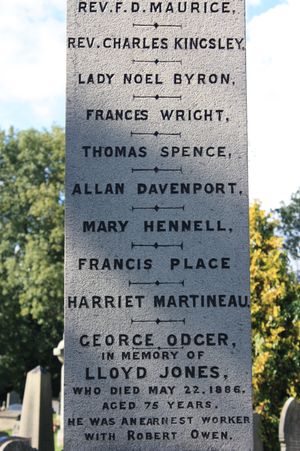 REV. F. D. MAURICE,
REV. CHARLES KINGSLEY,
LADY NOEL BYRON,
FRANCES WRIGHT,
THOMAS SPENCE,
ALLAN DAVENPORT,
MARY HENNELL,
FRANCIS PLACE
HARRIET MARTINEAU
GEORGE ODGER,
IN MEMORY OF
LLOYD JONES,
WHO DIED MAY 22, 1886,
AGED 75 YEARS,
HE WAS AN EARNEST WORKER
WITH ROBERT OWEN.